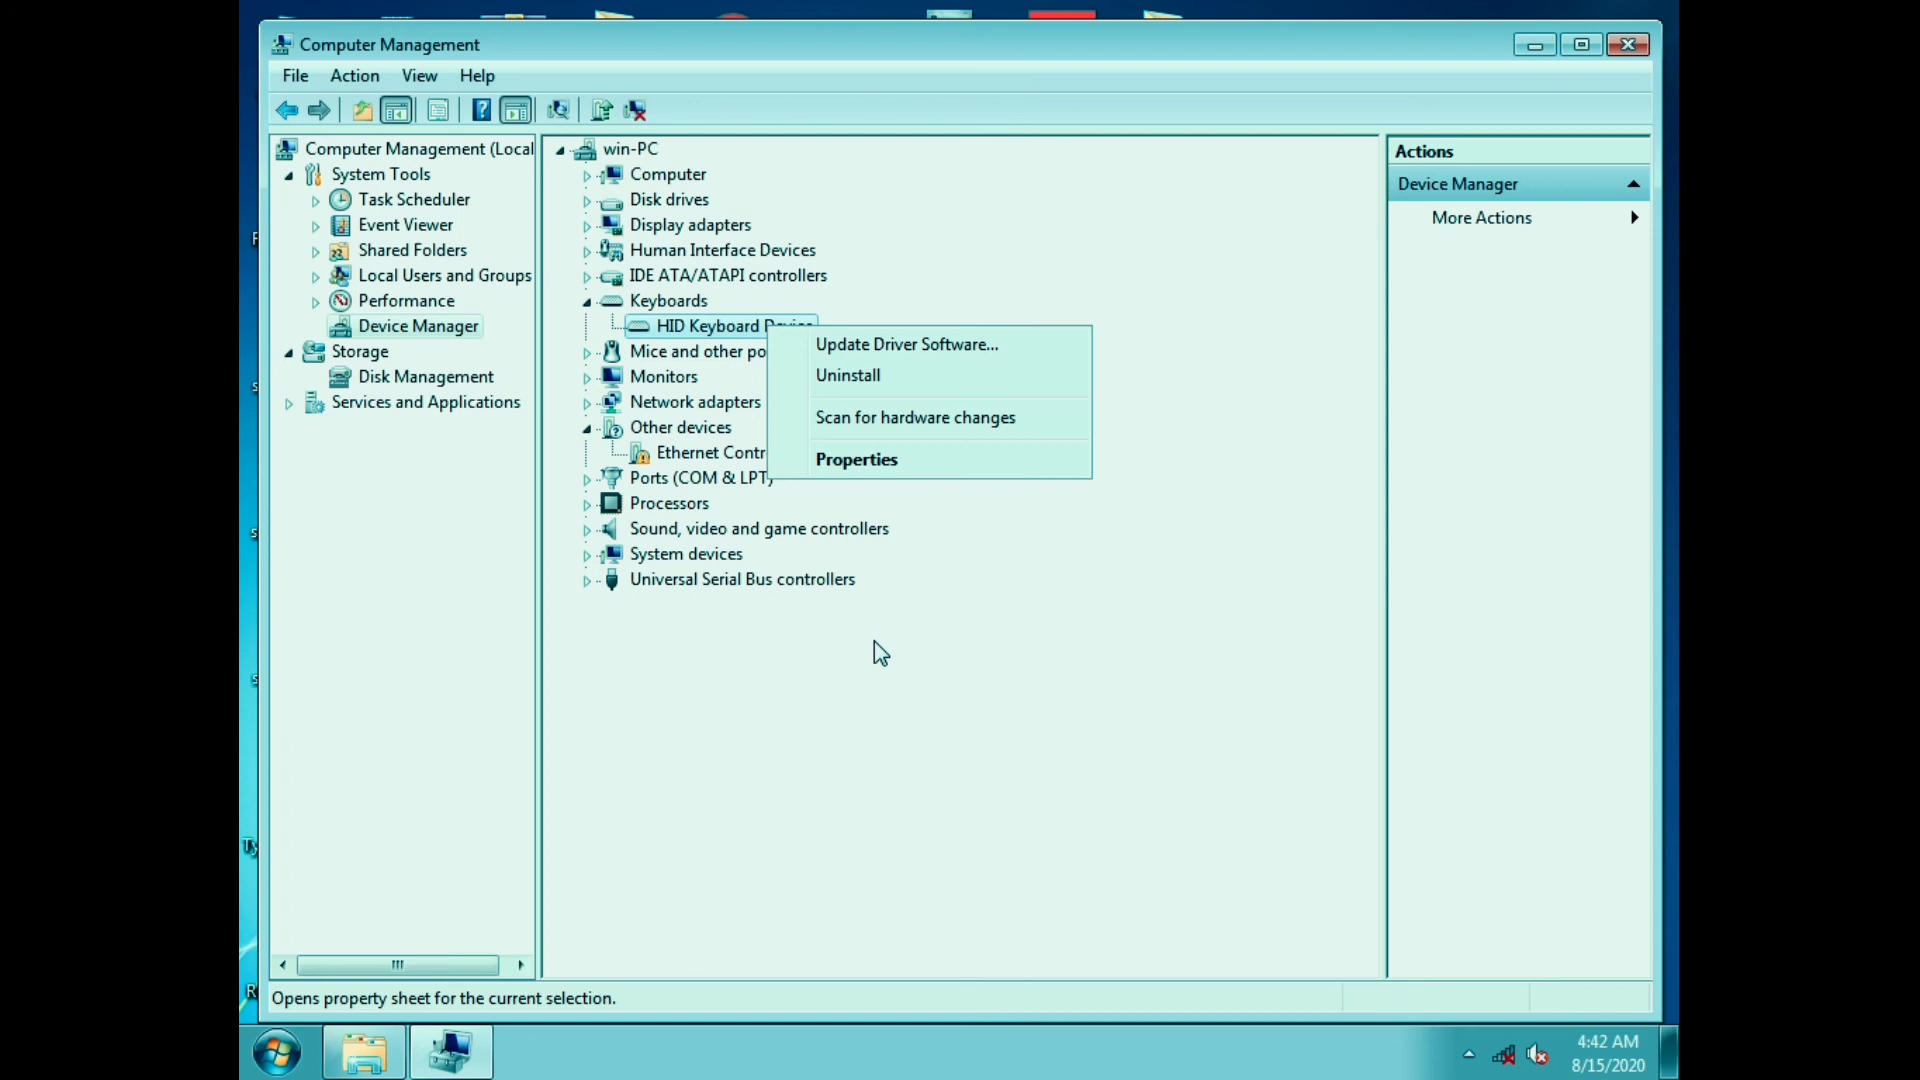 Computer Management
File Action View Help
Computer Management (Local
System Tools
Task Scheduler
Event Viewer
Shared Folders
Local Users and Groups
Performance
Device Manager
Storage
Disk Management
Services and Applications
win-PC
Computer
Disk drives
Display adapters
Human Interface Devices
IDE ATA/ATAPI controllers
Keyboards
HID Keyboard Device
Mice and other po
Monitors
Network adapters
Other devices
Ethernet Contr
Ports (COM & LPT)
Processors
Sound, video and game controllers
System devices
Universal Serial Bus controllers
Update Driver Software...
Uninstall
Scan for hardware changes
Properties
Actions
Device Manager
More Actions
Opens property sheet for the current selection.
4:42 AM
8/15/2020